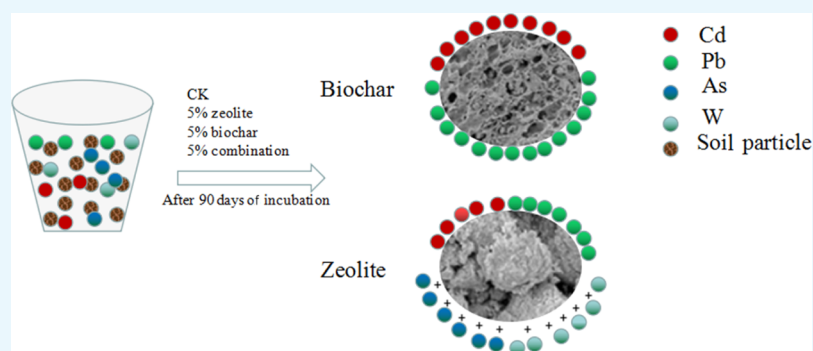 CK
5% zeolite
5% biochar
5% combination
After 90 days of incubation
Biochar
Zeolite
Cd
Pb
As
W
Soil particle
+ + + + + + + + + + +